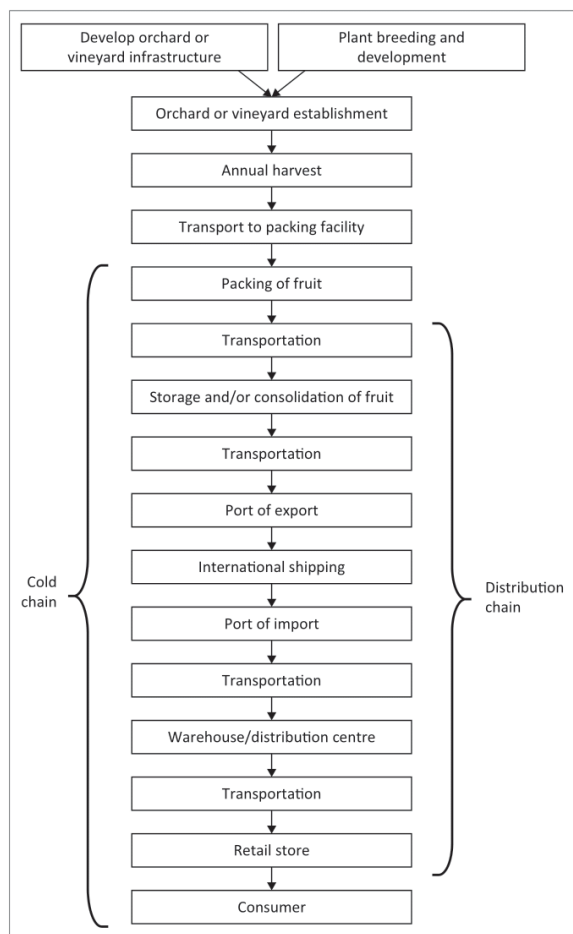 Develop orchard or
vineyard infrastructure
Plant breeding and
development
Orchard or vineyard establishment
Annual harvest
Transport to packing facility
Packing of fruit
Transportation
Storage and/or consolidation of fruit
Transportation
Port of export
International shipping
Port of import
Transportation
Warehouse/distribution centre
Transportation
Retail store
Consumer
Cold
chain
Distribution
chain